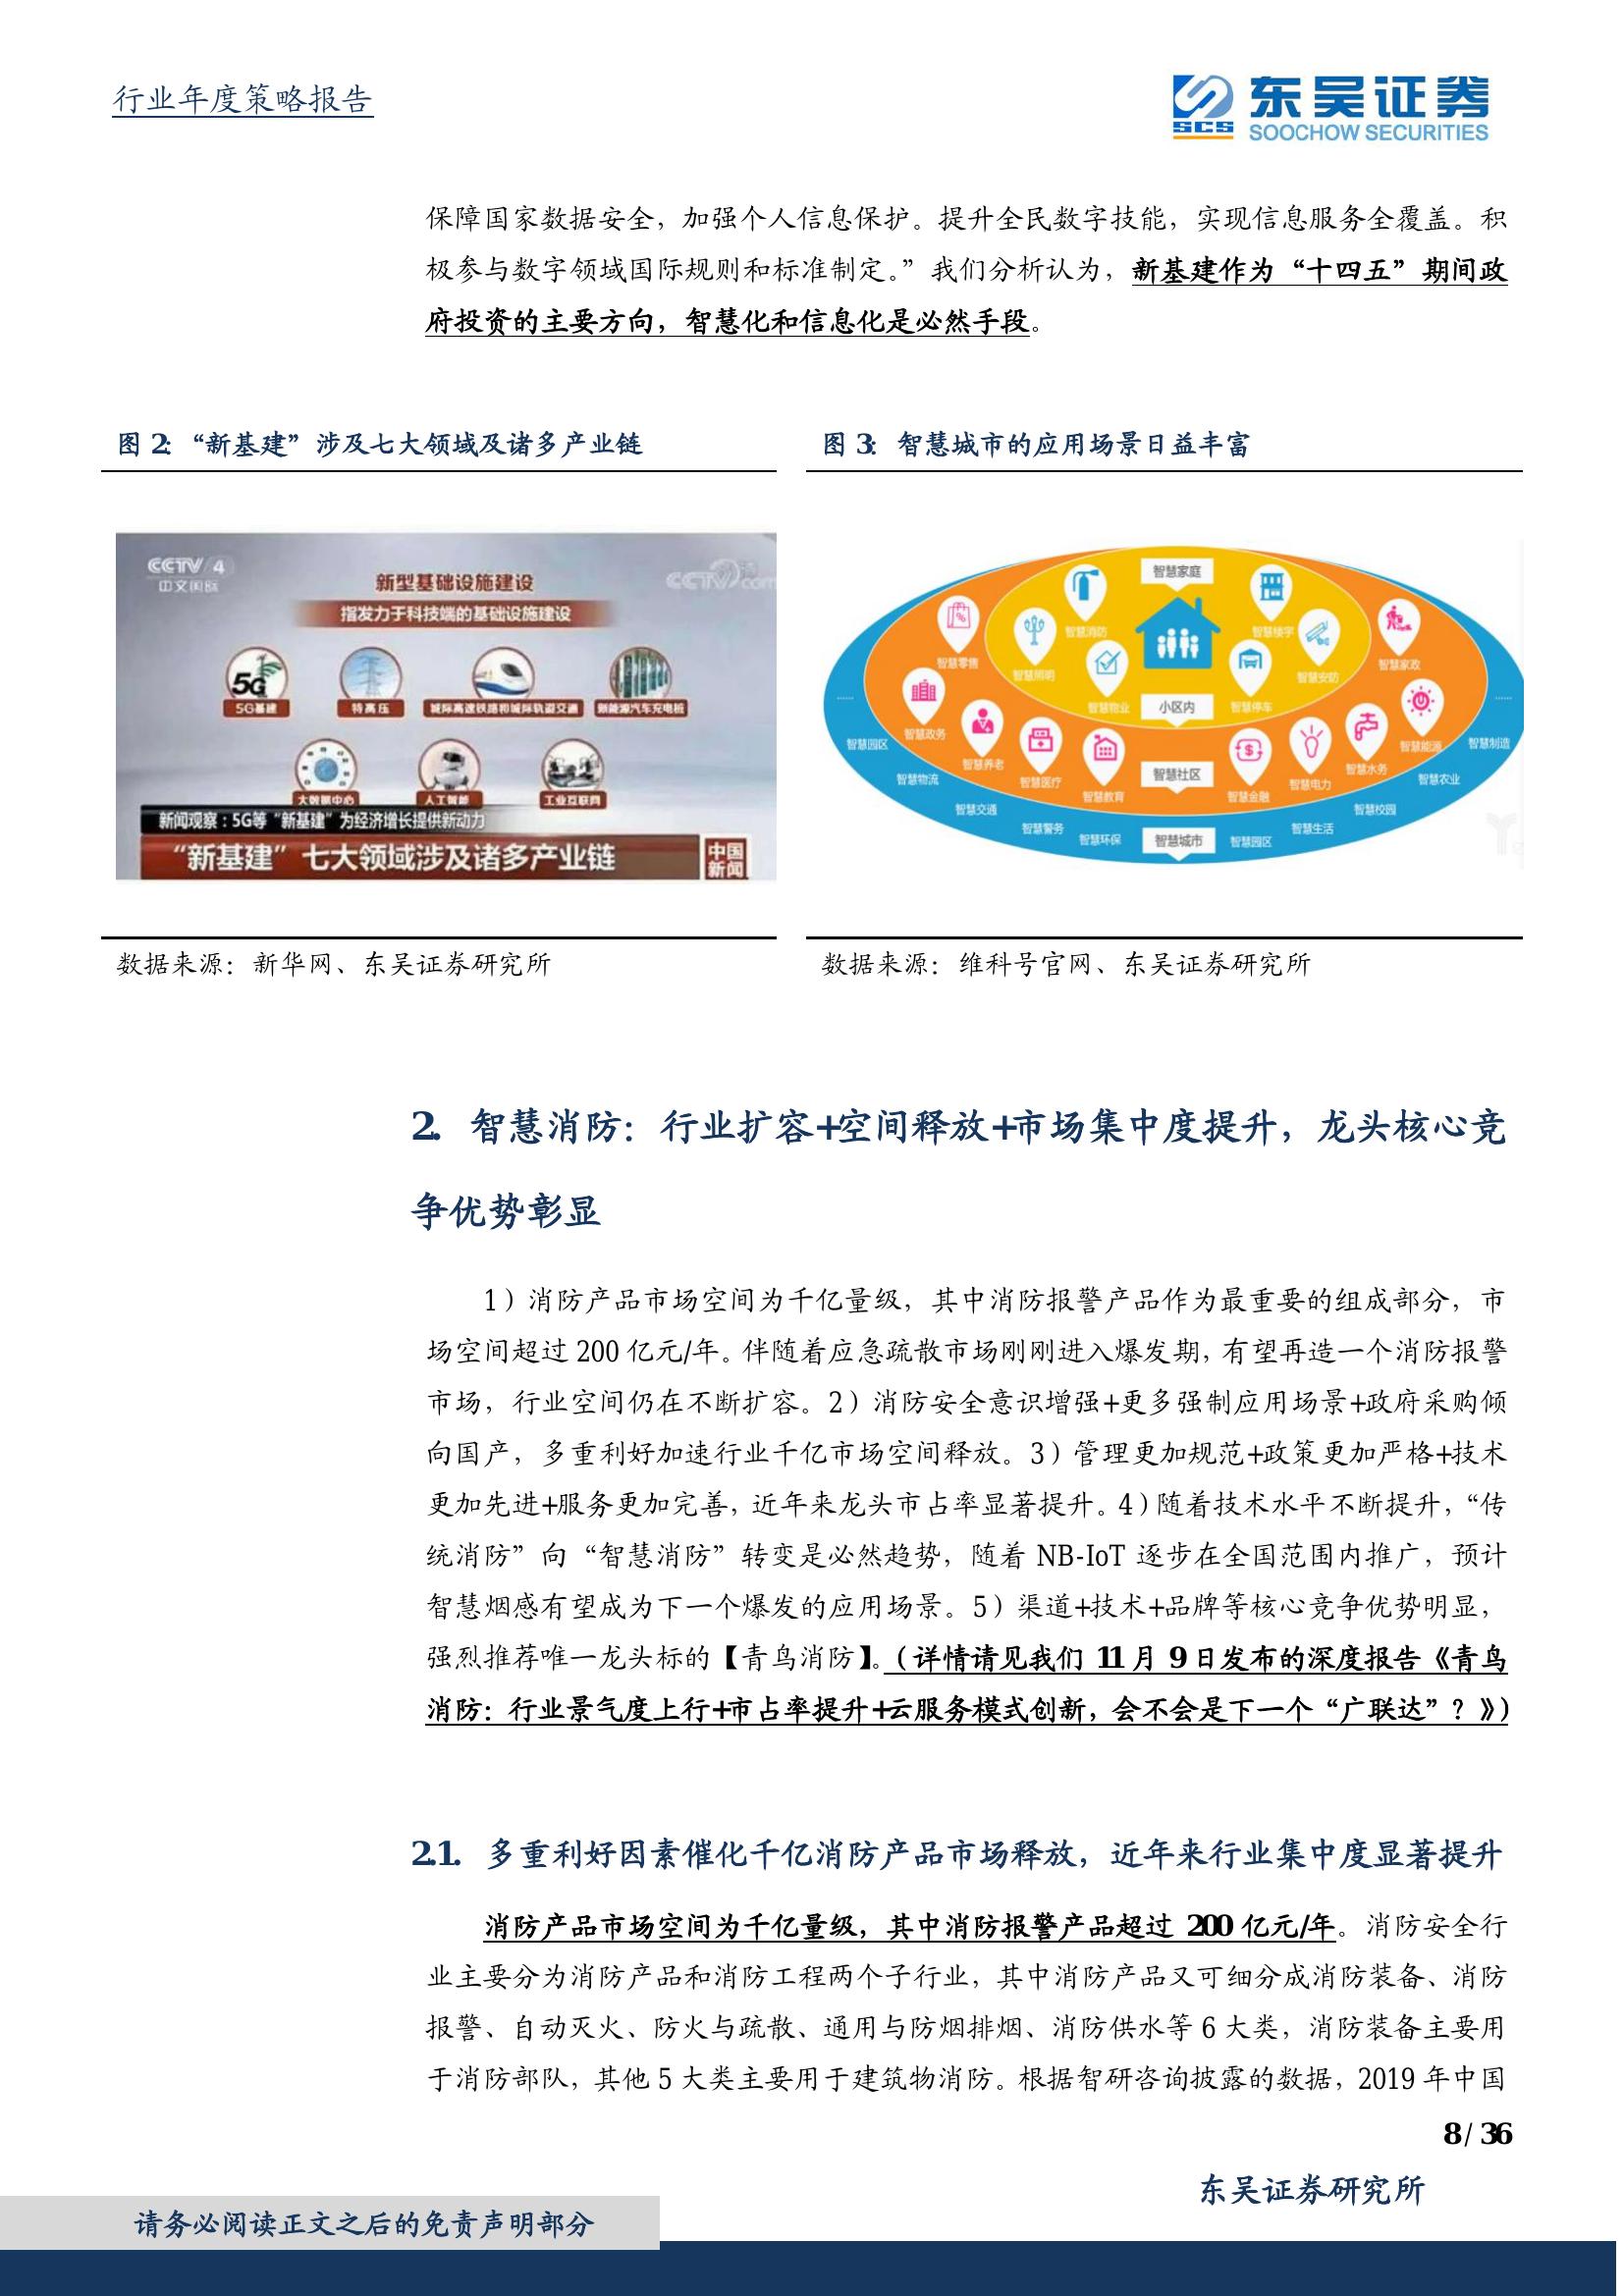 行业年度策略报告
东吴证券
SCS
SOOCHOW SECURITIES
保障国家数据安全，加强个人信息保护。提升全民数字技能，实现信息服务全覆盖。积
极参与数字领域国际规则和标准制定。”我们分析认为，新基建作为“十四五”期间政
府投资的主要方向，智慧化和信息化是必然手段。
图 2：“新基建”涉及七大领域及诸多产业链
CCTV 4
中文国际
CCTV
com
新型基础设施建设
指发力于科技端的基础设施建设
5G
5G基建
特高压
城际高速铁路和城际轨道交通
新能源汽车充电桩
大数据中心
人工智能
工业互联网
新闻观察：5G等“新基建”为经济增长提供新动力
“新基建”七大领域涉及诸多产业链
中国
新闻
数据来源：新华网、东吴证券研究所
图 3：智慧城市的应用场景日益丰富
智慧家庭
智慧消防
智慧楼宇
智慧零售
智慧照明
智慧安防
智慧家政
智慧物业
小区内
智慧停车
智慧政务
智慧养老
智慧医疗
智慧教育
智慧社区
智慧金融
智慧电力
智慧水务
智慧能源
智慧园区
智慧物流
智慧交通
智慧警务
智慧环保
智慧城市
智慧园区
智慧生活
智慧校园
智慧农业
智慧制造
数据来源：维科号官网、东吴证券研究所
2. 智慧消防：行业扩容+空间释放+市场集中度提升，龙头核心竞
争优势彰显
1）消防产品市场空间为千亿量级，其中消防报警产品作为最重要的组成部分，市
场空间超过 200 亿元/年。伴随着应急疏散市场刚刚进入爆发期，有望再造一个消防报警
市场，行业空间仍在不断扩容。2）消防安全意识增强+更多强制应用场景+政府采购倾
向国产，多重利好加速行业千亿市场空间释放。3）管理更加规范+政策更加严格+技术
更加先进+服务更加完善，近年来龙头市占率显著提升。4）随着技术水平不断提升，“传
统消防”向“智慧消防”转变是必然趋势，随着 NB-IoT 逐步在全国范围内推广，预计
智慧烟感有望成为下一个爆发的应用场景。5）渠道+技术+品牌等核心竞争优势明显，
强烈推荐唯一龙头标的【青鸟消防】。（详情请见我们 11 月 9 日发布的深度报告《青鸟
消防：行业景气度上行+市占率提升+云服务模式创新，会不会是下一个“广联达”？》）
2.1. 多重利好因素催化千亿消防产品市场释放，近年来行业集中度显著提升
消防产品市场空间为千亿量级，其中消防报警产品超过 200 亿元/年。消防安全行
业主要分为消防产品和消防工程两个子行业，其中消防产品又可细分成消防装备、消防
报警、自动灭火、防火与疏散、通用与防烟排烟、消防供水等 6 大类，消防装备主要用
于消防部队，其他 5 大类主要用于建筑物消防。根据智研咨询披露的数据，2019 年中国
8 / 36
东吴证券研究所
请务必阅读正文之后的免责声明部分